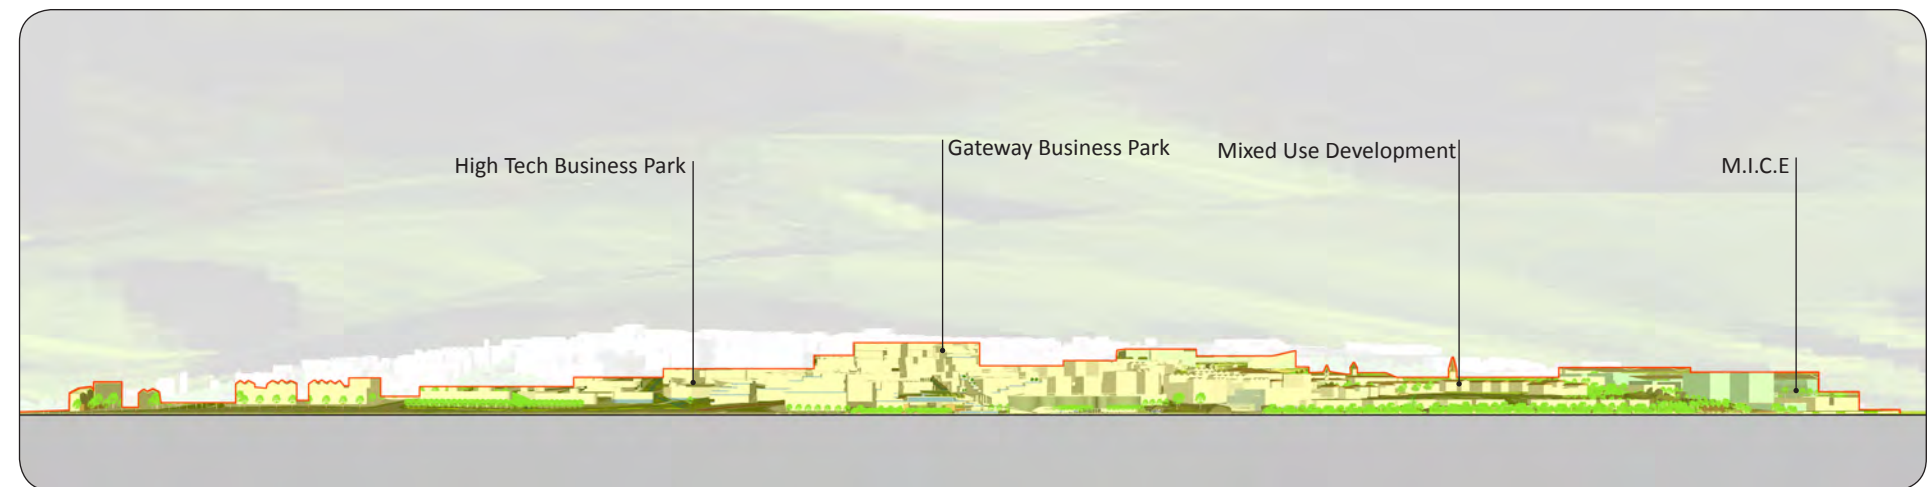 High Tech Business Park
Gateway Business Park
Mixed Use Development
M.I.C.E